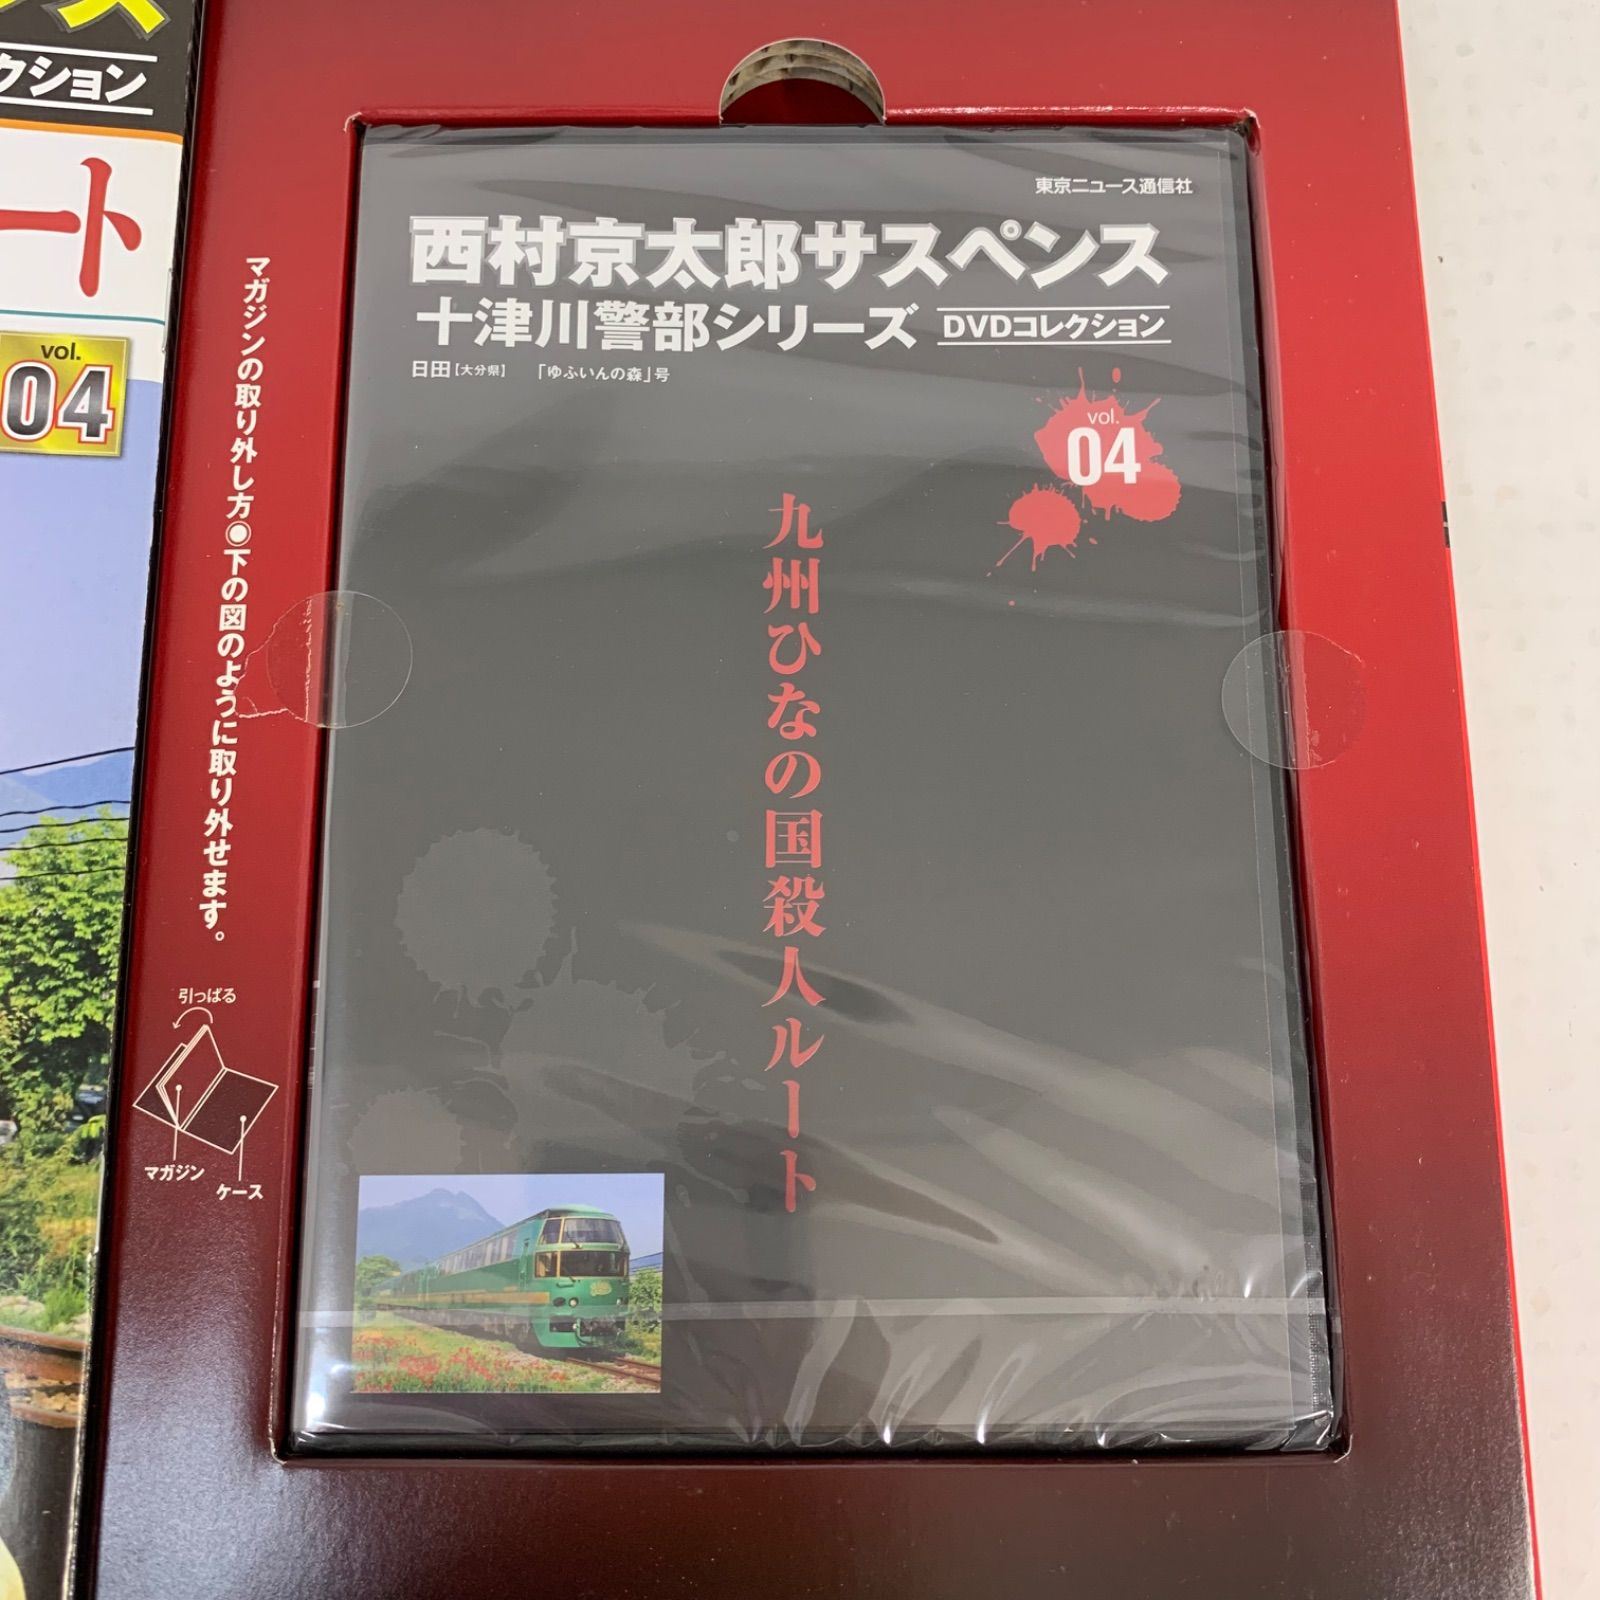 ス
クション
ート
vol.
04
マガジンの取り外し方◉下の図のように取り外せます。
引っぱる
マガジン
ケース
東京ニュース通信社
西村京太郎サスペンス
十津川警部シリーズ DVDコレクション
日田【大分県】 「ゆふいんの森」号
vol.
04
九州ひなの国殺人ルート